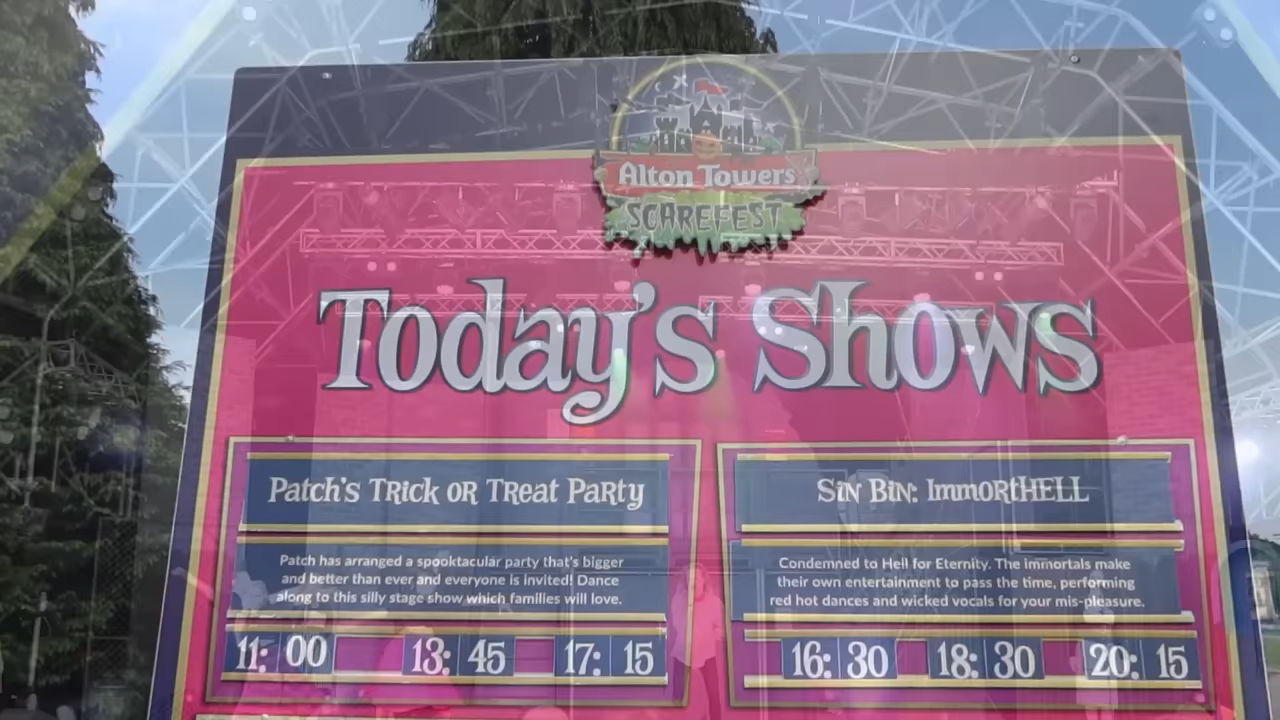 Alton Towers
SCAREFEST
Today's Shows
Patch's Trick or Treat Party
Patch has arranged a spooktacular party that's bigger
and better than ever and everyone is invited! Dance
along to this silly stage show which families will love.
11: 00 13: 45 17: 15
Sin Bin: ImmortHELL
Condemned to Hell for Eternity. The immortals make
their own entertainment to pass the time, performing
red hot dances and wicked vocals for your mis-pleasure.
16: 30 18: 30 20: 15